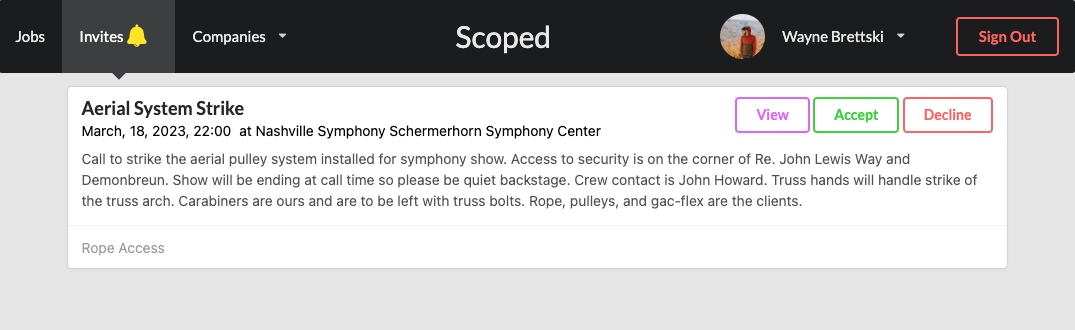 Jobs
Invites
Companies
Scoped
Wayne Brettski
Sign Out
Aerial System Strike
View
Accept
Decline
March, 18, 2023, 22:00 at Nashville Symphony Schermerhorn Symphony Center
Call to strike the aerial pulley system installed for symphony show. Access to security is on the corner of Re. John Lewis Way and
Demonbreun. Show will be ending at call time so please be quiet backstage. Crew contact is John Howard. Truss hands will handle strike of
the truss arch. Carabiners are ours and are to be left with truss bolts. Rope, pulleys, and gac-flex are the clients.
Rope Access